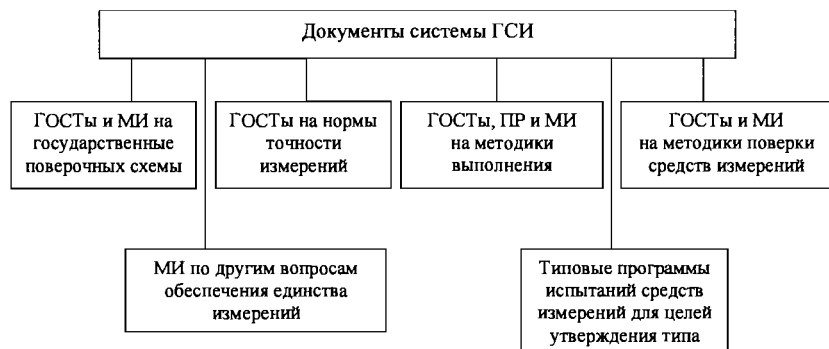 Документы системы ГСИ
ГОСТы и МИ на
государственные
поверочных схемы
ГОСТы на нормы
точности
измерений
ГОСТы, ПР и МИ
на методики
выполнения
ГОСТы и МИ
на методики поверки
средств измерений
МИ по другим вопросам
обеспечения единства
измерений
Типовые программы
испытаний средств
измерений для целей
утверждения типа